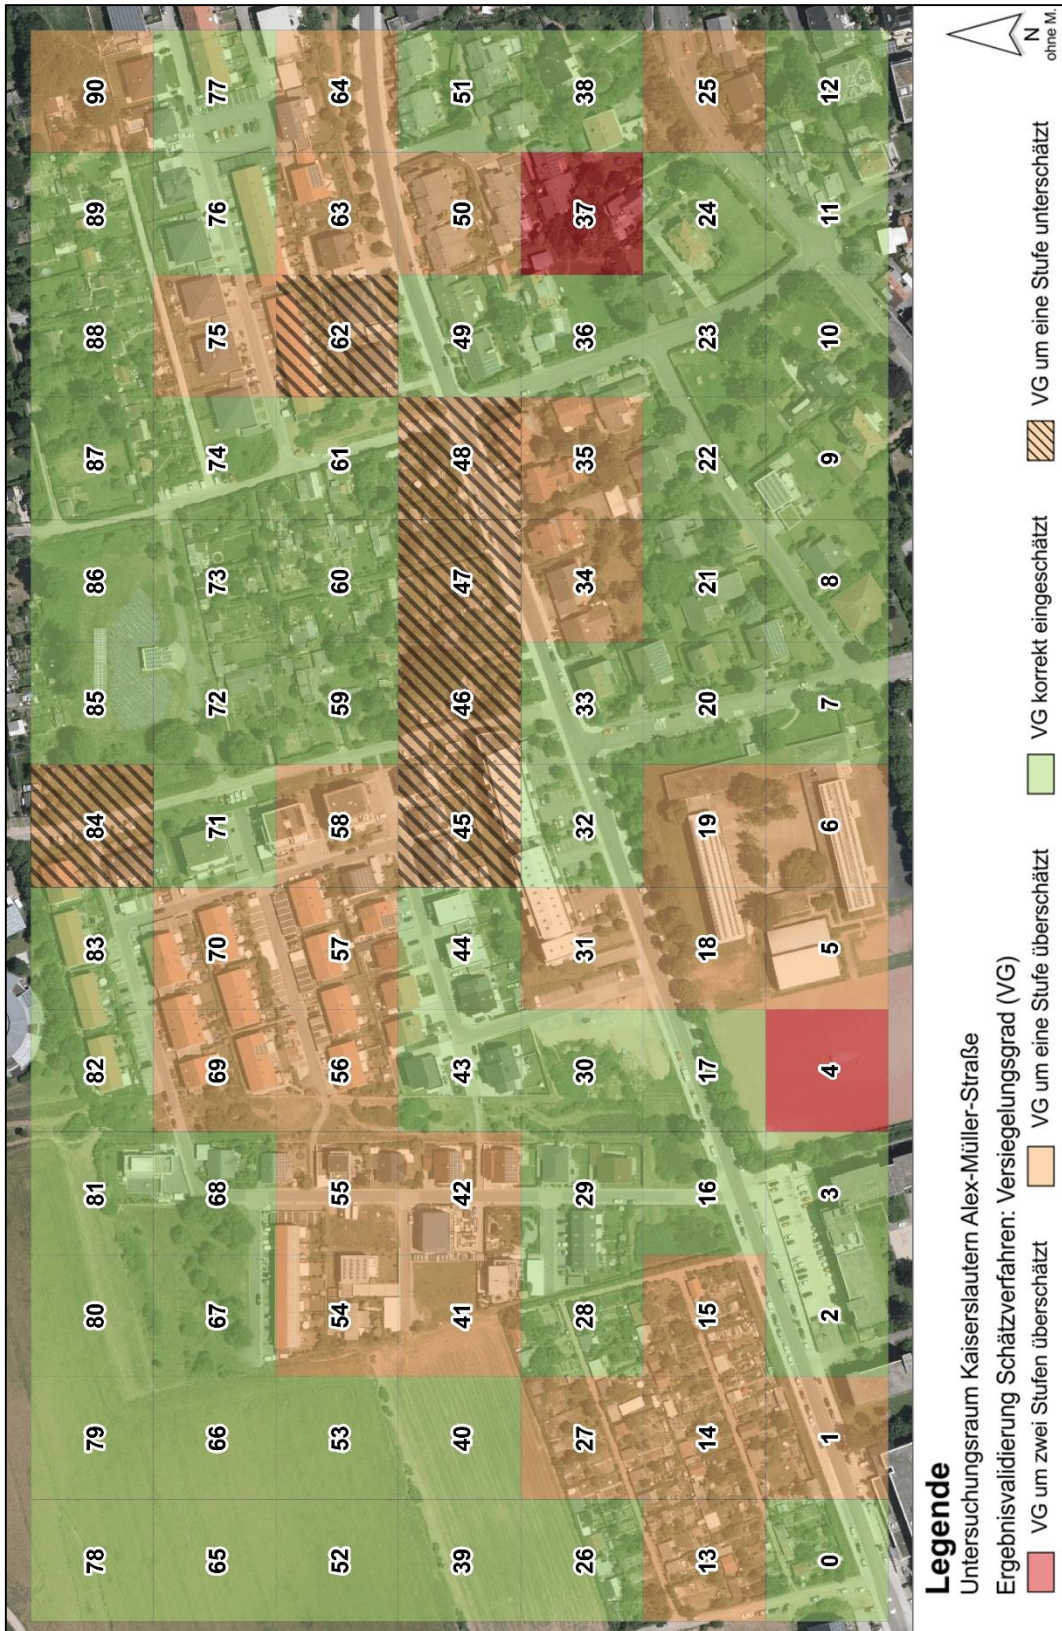 78 79 80 81 82 83 84 85 86 87 88 89 90
65 66 67 68 69 70 71 72 73 74 75 76 77
52 53 54 55 56 57 58 59 60 61 62 63 64
39 40 41 42 43 44 45 46 47 48 49 50 51
26 27 28 29 30 31 32 33 34 35 36 37 38
13 14 15 16 17 18 19 20 21 22 23 24 25
0 1 2 3 4 5 6 7 8 9 10 11 12
Legende
Untersuchungsraum Kaiserslautern Alex-Müller-Straße
Ergebnisvalidierung Schätzverfahren: Versiegelungsgrad (VG)
VG um zwei Stufen überschätzt VG um eine Stufe überschätzt VG korrekt eingeschätzt VG um eine Stufe unterschätzt
N
ohne M.